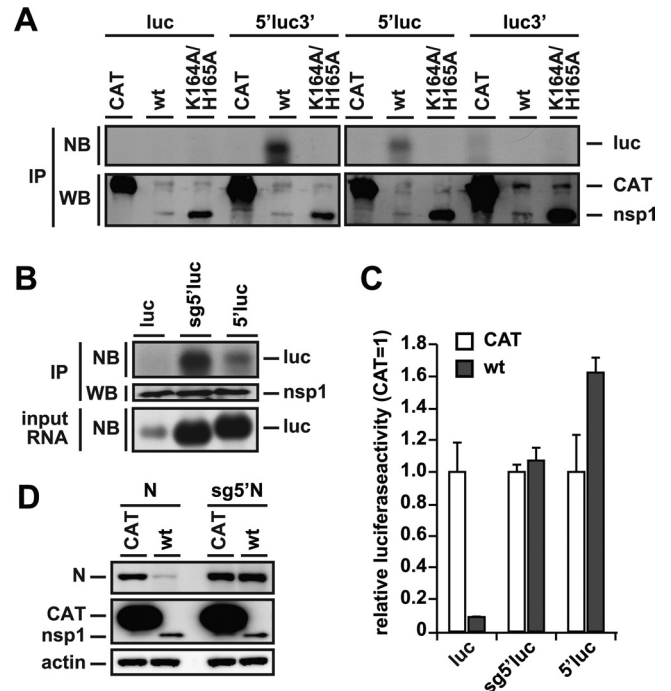 A
luc 5'luc3' 5'luc luc3'
CAT wt K164A/H165A CAT wt K164A/H165A CAT wt K164A/H165A CAT wt K164A/H165A
IP NB luc
WB CAT
nsp1
B
luc sg5'luc 5'luc
IP NB luc
WB nsp1
input RNA NB luc
C
relative luciferaseactivity (CAT=1)
CAT
wt
1.8
1.6
1.4
1.2
1.0
0.8
0.6
0.4
0.2
0
luc sg5'luc 5'luc
D
N sg5'N
CAT wt CAT wt
N
CAT
nsp1
actin